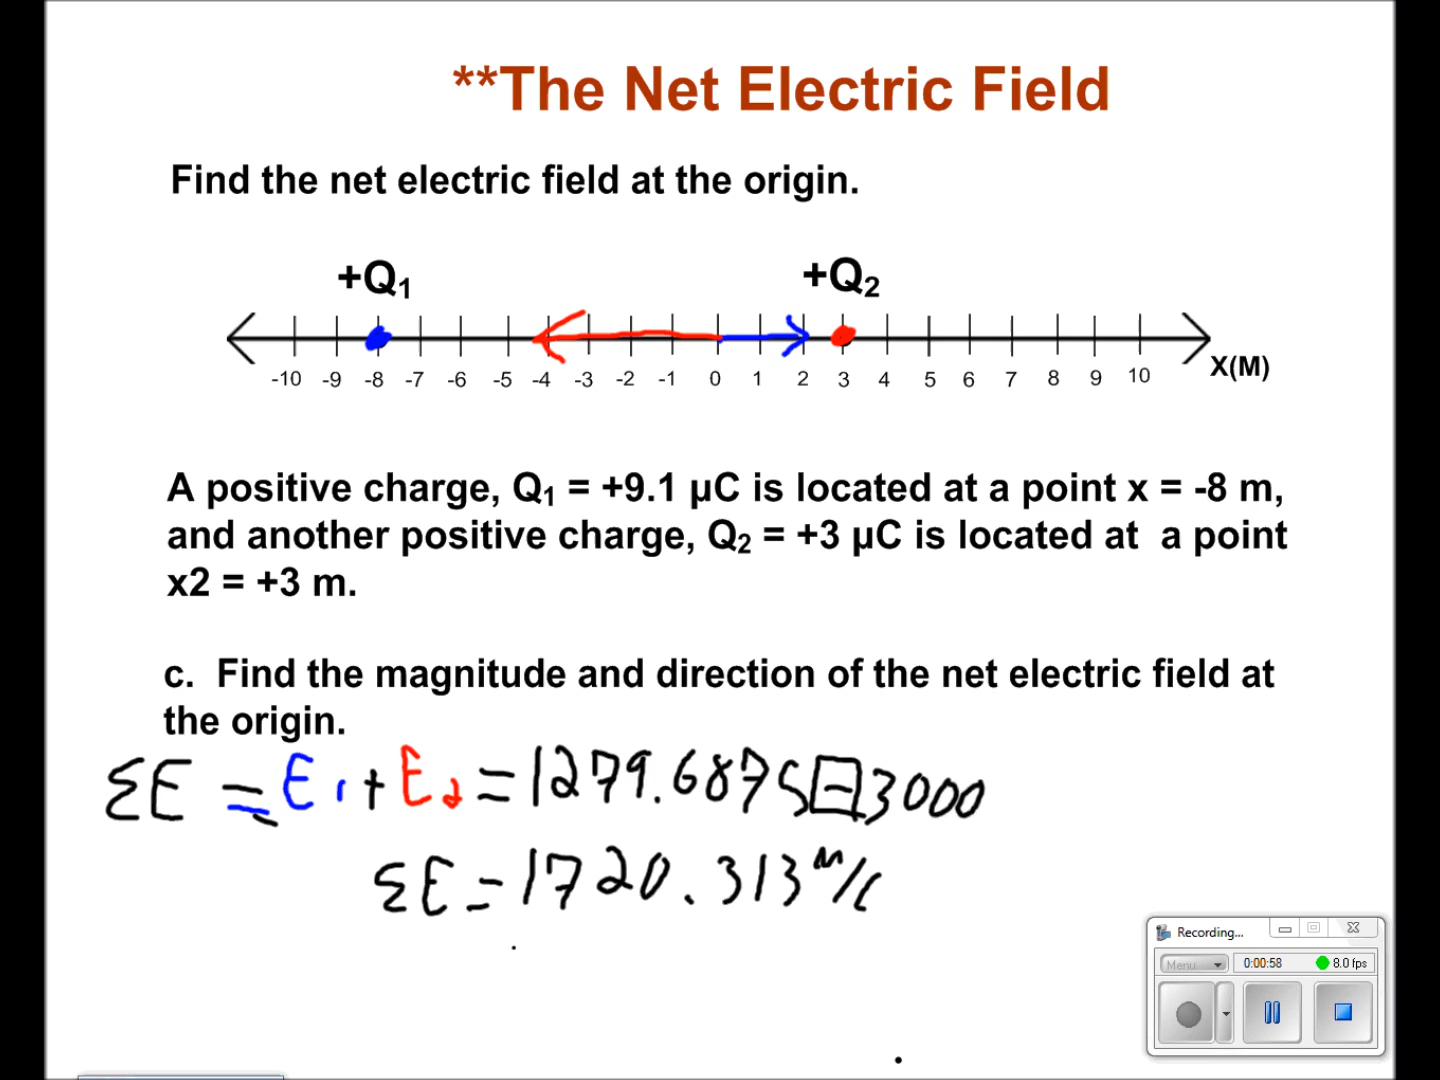 **The Net Electric Field
Find the net electric field at the origin.
+Q₁ +Q₂
-10 -9 -8 -7 -6 -5 -4 -3 -2 -1 0 1 2 3 4 5 6 7 8 9 10 X(M)
A positive charge, Q₁ = +9.1 µC is located at a point x = -8 m,
and another positive charge, Q₂ = +3 µC is located at a point
x2 = +3 m.
c. Find the magnitude and direction of the net electric field at
the origin.
ΣE = E₁ + E₂ = 1279.6875 - 3000
ΣE = 1720.313 N/C
Recording...
Menu 0:00:58 8.0 fps